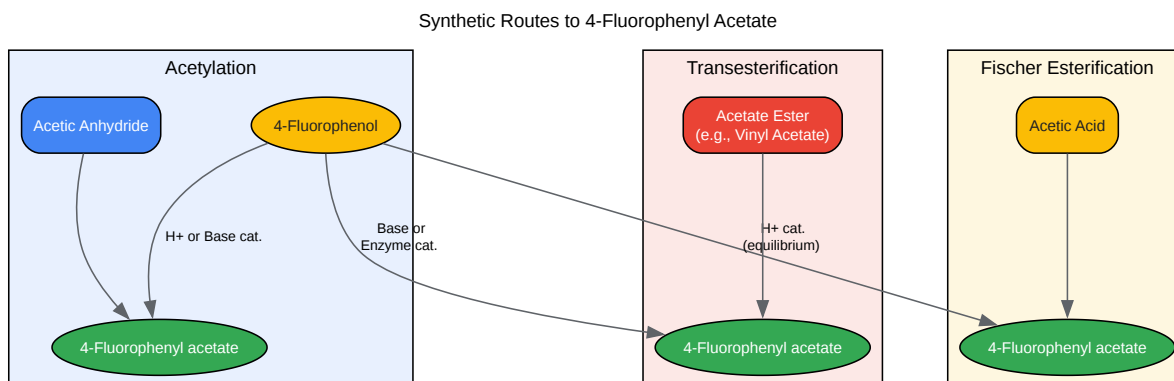 Synthetic Routes to 4-Fluorophenyl Acetate
Acetylation
Transesterification
Fischer Esterification
Acetic Anhydride
4-Fluorophenol
Acetate Ester
(e.g., Vinyl Acetate)
Acetic Acid
H+ or Base cat.
Base or
Enzyme cat.
H+ cat.
(equilibrium)
4-Fluorophenyl acetate
4-Fluorophenyl acetate
4-Fluorophenyl acetate